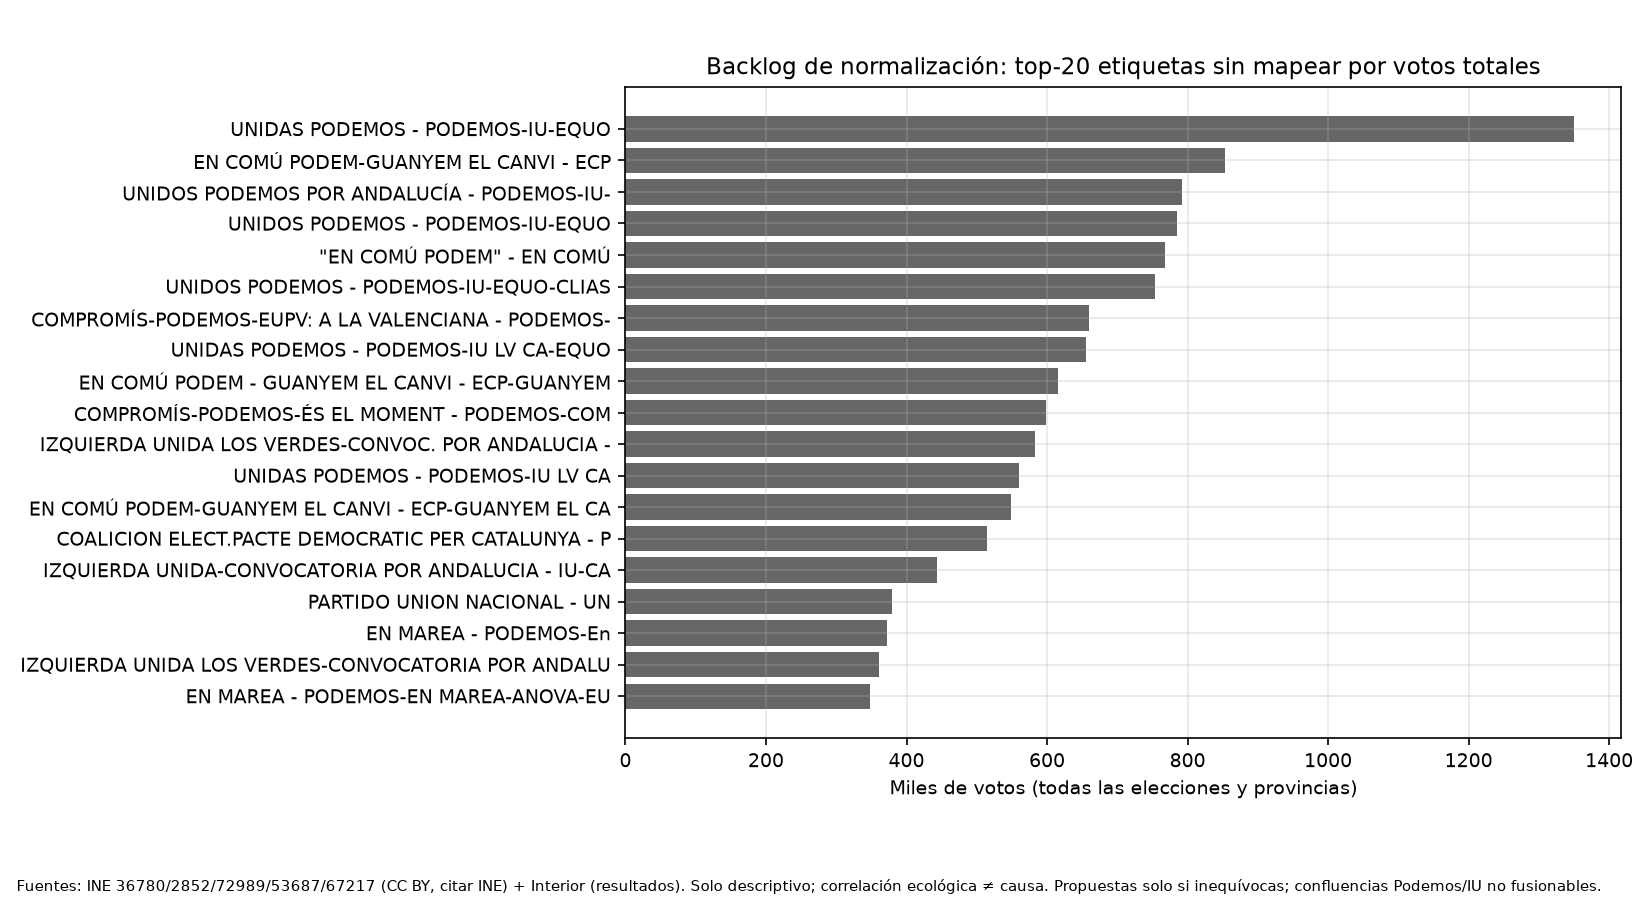 Backlog de normalización: top-20 etiquetas sin mapear por votos totales
UNIDAS PODEMOS - PODEMOS-IU-EQUO
EN COMÚ PODEM-GUANYEM EL CANVI - ECP
UNIDOS PODEMOS POR ANDALUCÍA - PODEMOS-IU-
UNIDOS PODEMOS - PODEMOS-IU-EQUO
"EN COMÚ PODEM" - EN COMÚ
UNIDOS PODEMOS - PODEMOS-IU-EQUO-CLIAS
COMPROMÍS-PODEMOS-EUPV: A LA VALENCIANA - PODEMOS-
UNIDAS PODEMOS - PODEMOS-IU LV CA-EQUO
EN COMÚ PODEM - GUANYEM EL CANVI - ECP-GUANYEM
COMPROMÍS-PODEMOS-ÉS EL MOMENT - PODEMOS-COM
IZQUIERDA UNIDA LOS VERDES-CONVOC. POR ANDALUCIA -
UNIDAS PODEMOS - PODEMOS-IU LV CA
EN COMÚ PODEM-GUANYEM EL CANVI - ECP-GUANYEM EL CA
COALICION ELECT.PACTE DEMOCRATIC PER CATALUNYA - P
IZQUIERDA UNIDA-CONVOCATORIA POR ANDALUCIA - IU-CA
PARTIDO UNION NACIONAL - UN
EN MAREA - PODEMOS-En
IZQUIERDA UNIDA LOS VERDES-CONVOCATORIA POR ANDALU
EN MAREA - PODEMOS-EN MAREA-ANOVA-EU
0 200 400 600 800 1000 1200 1400
Miles de votos (todas las elecciones y provincias)
Fuentes: INE 36780/2852/72989/53687/67217 (CC BY, citar INE) + Interior (resultados). Solo descriptivo; correlación ecológica ≠ causa. Propuestas solo si inequívocas; confluencias Podemos/IU no fusionables.